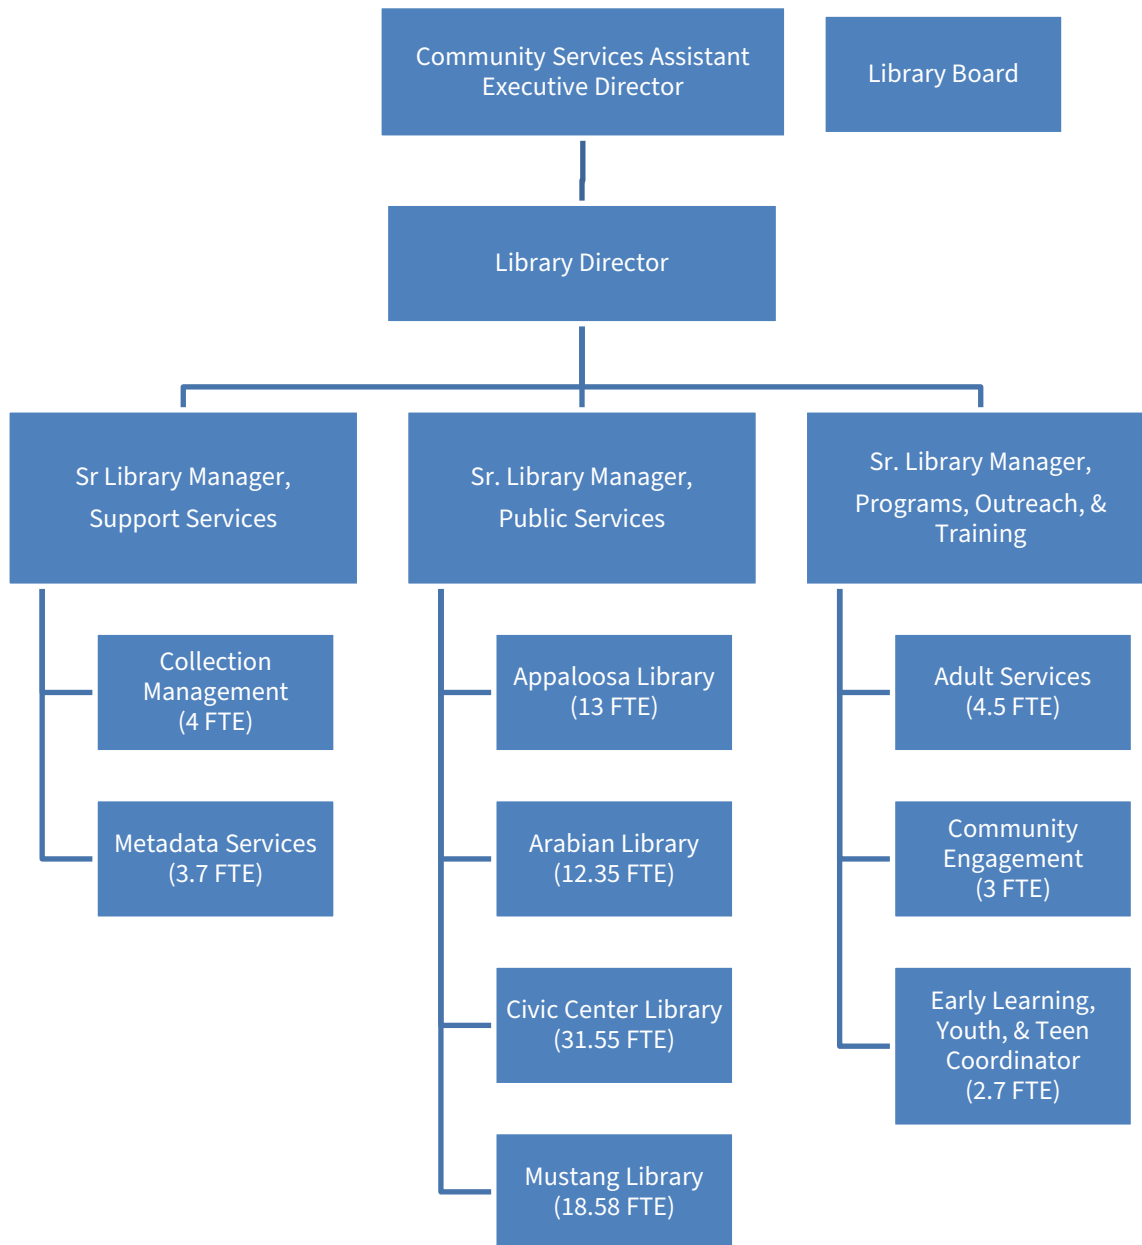 Community Services Assistant
Executive Director
Library Board
Library Director
Sr Library Manager,
Support Services
Sr. Library Manager,
Public Services
Sr. Library Manager,
Programs, Outreach, &
Training
Collection
Management
(4 FTE)
Metadata Services
(3.7 FTE)
Appaloosa Library
(13 FTE)
Arabian Library
(12.35 FTE)
Civic Center Library
(31.55 FTE)
Mustang Library
(18.58 FTE)
Adult Services
(4.5 FTE)
Community
Engagement
(3 FTE)
Early Learning,
Youth, & Teen
Coordinator
(2.7 FTE)